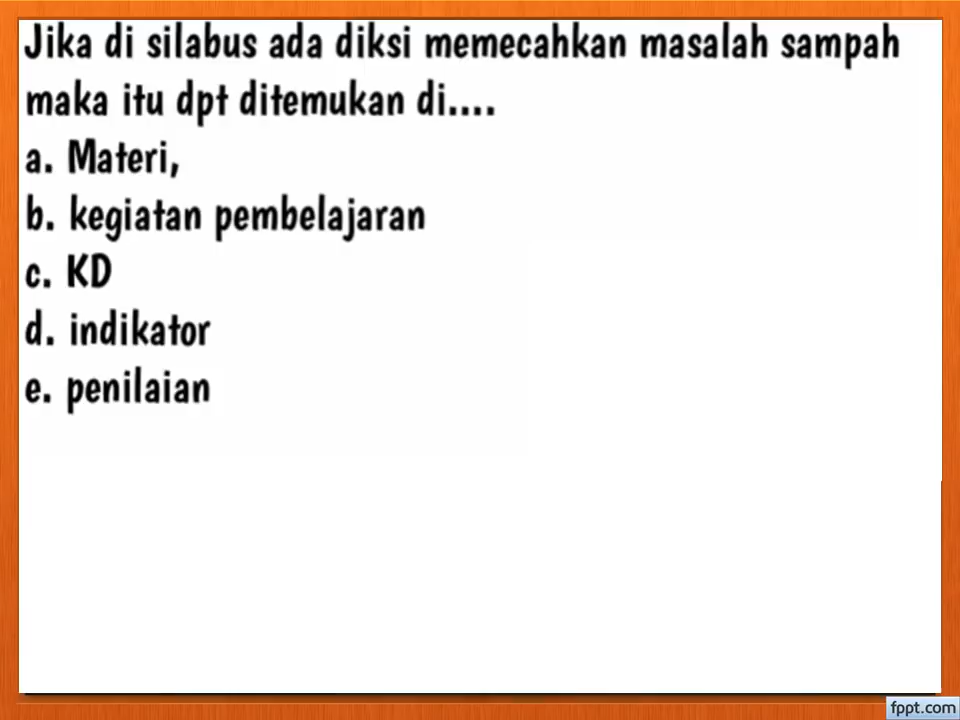 Jika di silabus ada diksi memecahkan masalah sampah
maka itu dpt ditemukan di....
a. Materi,
b. kegiatan pembelajaran
c. KD
d. indikator
e. penilaian
fppt.com